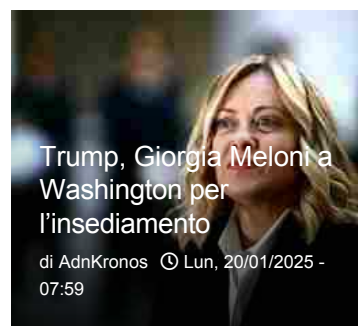 Trump, Giorgia Meloni a
Washington per
l’insediamento
di AdnKronos Lun, 20/01/2025 -
07:59